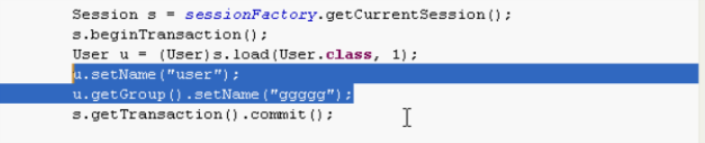 Session s = sessionFactory.getCurrentSession();
s.beginTransaction();
User u = (User)s.load(User.class, 1);
u.setName("user");
u.getGroup().setName("ggggg");
s.getTransaction().commit();